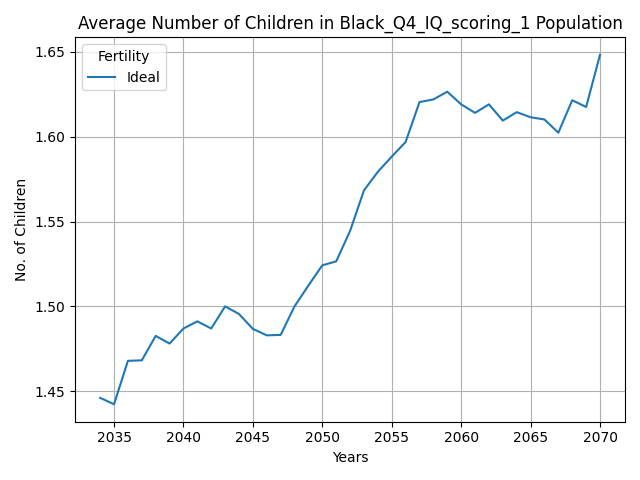 Average Number of Children in Black_Q4_IQ_scoring_1 Population
Fertility
Ideal
No. of Children
1.65
1.60
1.55
1.50
1.45
2035 2040 2045 2050 2055 2060 2065 2070
Years